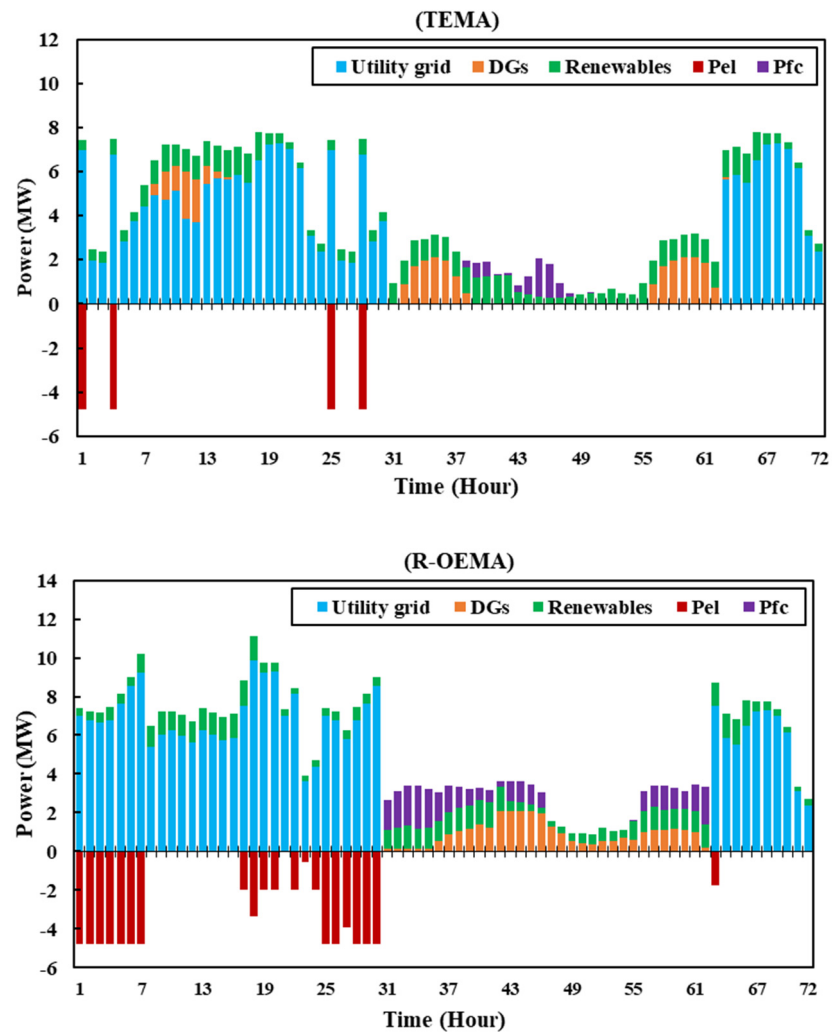 (TEMA)
12
10
8
6
4
2
0
-2
-4
-6
Power (MW)
Utility grid DGs Renewables Pel Pfc
1 7 13 19 25 31 37 43 49 55 61 67 72
Time (Hour)
(R-OEMA)
14
12
10
8
6
4
2
0
-2
-4
-6
Power (MW)
Utility grid DGs Renewables Pel Pfc
1 7 13 19 25 31 37 43 49 55 61 67 72
Time (Hour)